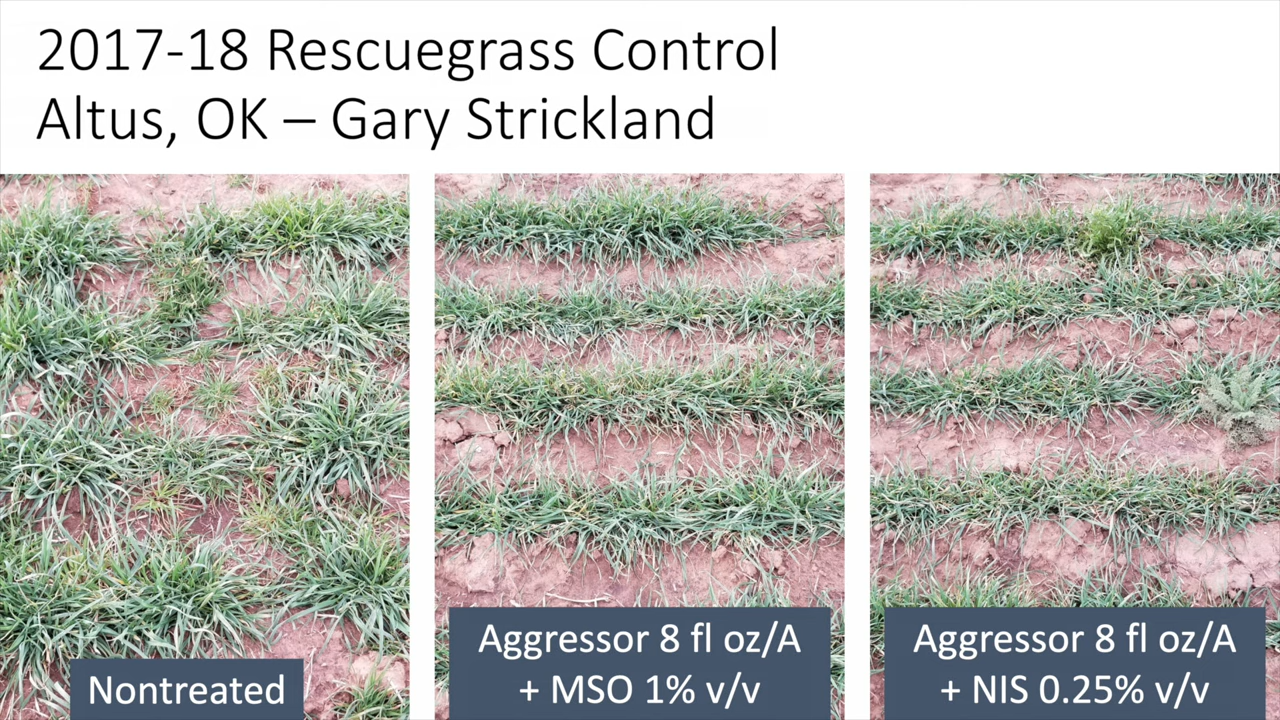 2017-18 Rescuegrass Control
Altus, OK – Gary Strickland
Nontreated
Aggressor 8 fl oz/A
+ MSO 1% v/v
Aggressor 8 fl oz/A
+ NIS 0.25% v/v